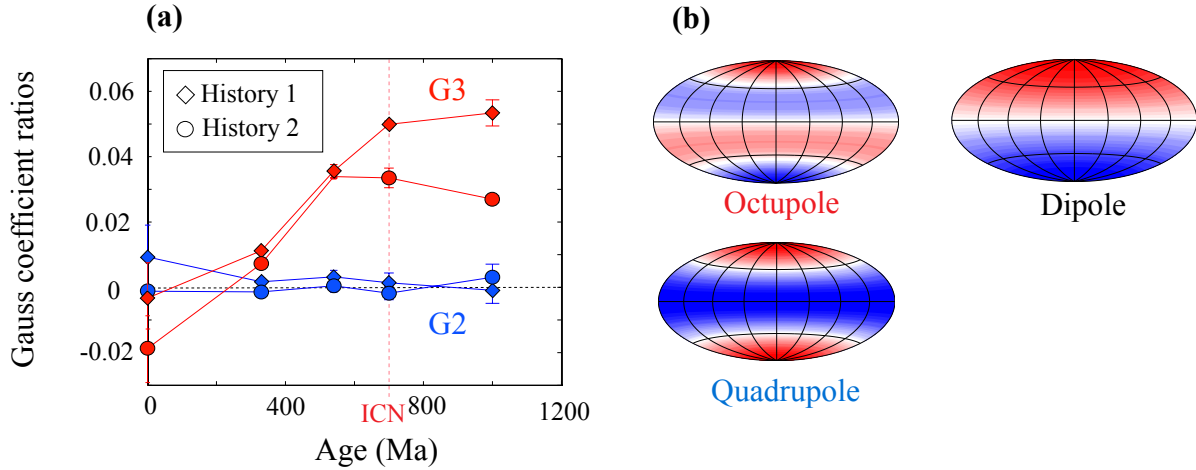 (a)
Gauss coefficient ratios
0.06
0.04
0.02
0
-0.02
History 1
History 2
G3
G2
0
400
ICN
800
1200
Age (Ma)
(b)
Octupole
Dipole
Quadrupole